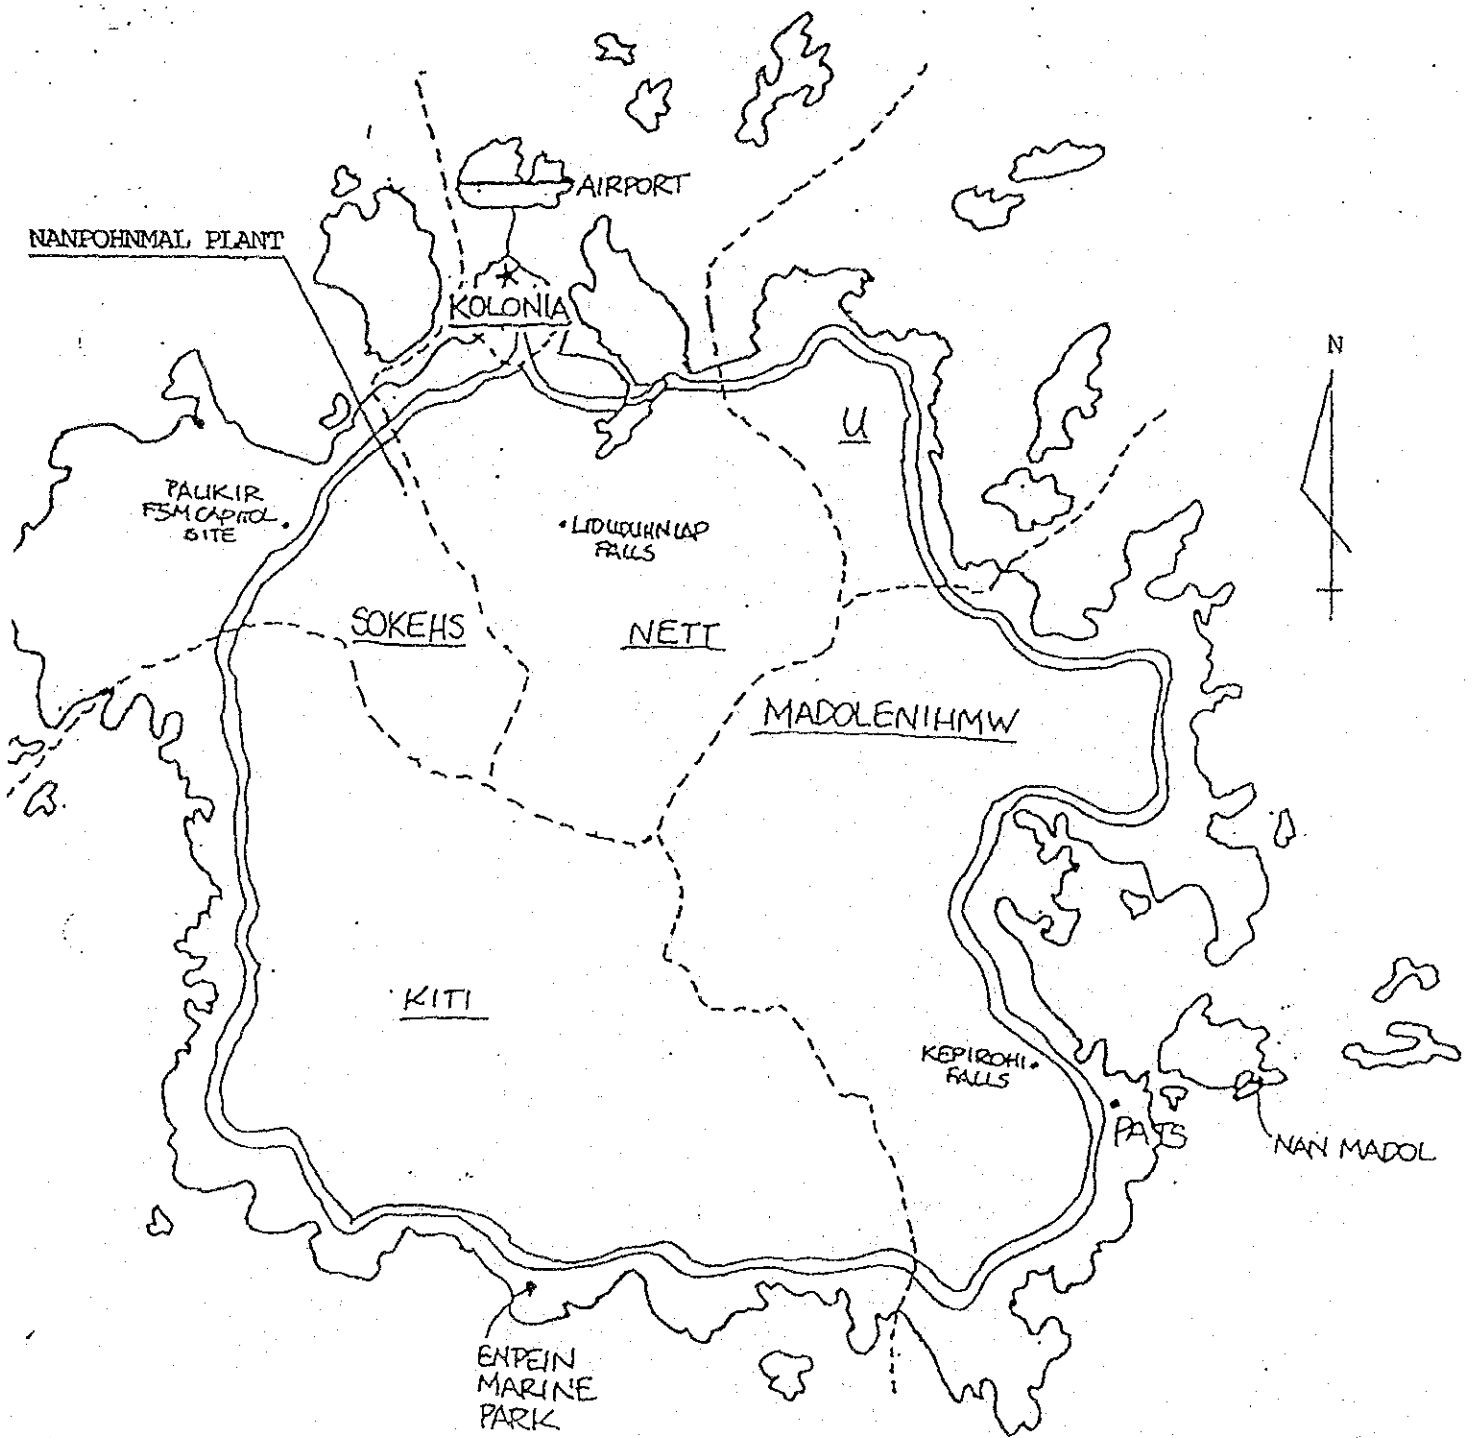 AIRPORT
NANPOHNMAL PLANT
KOLONIA
N
U
PALIKIR
FSM CAPITOL
SITE
LIDUDUHNIAP
FALLS
SOKEHS
NETT
MADOLENIHMW
KITI
KEPIROHI
FALLS
PATS
NAN MADOL
ENPEIN
MARINE
PARK